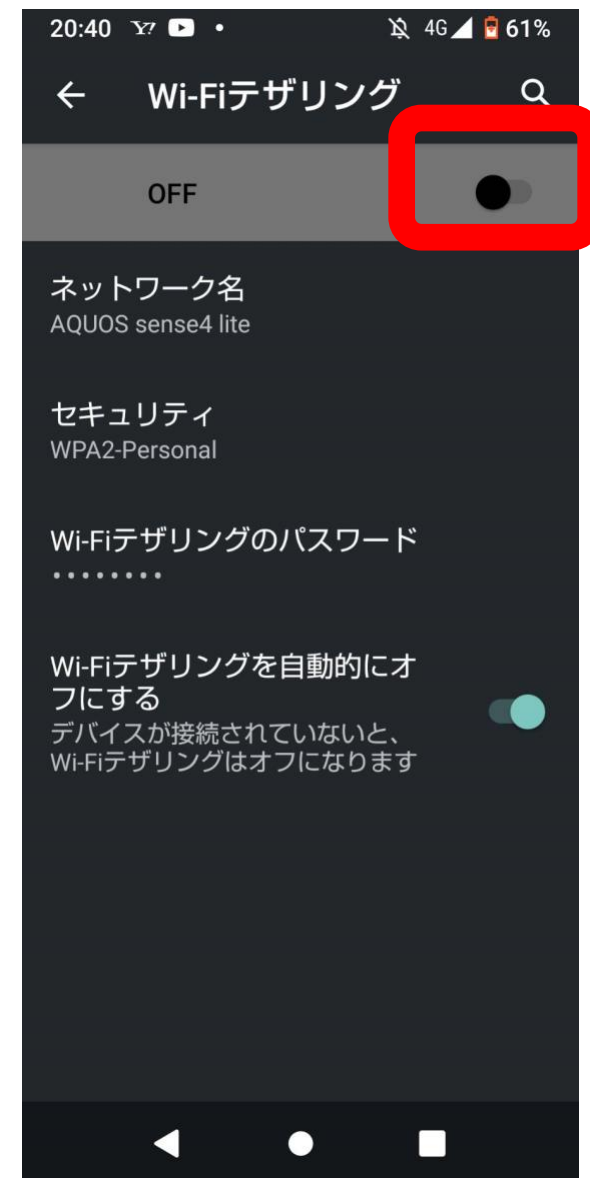 20:40 Y? 4G 61%
Wi-Fiテザリング
OFF
ネットワーク名
AQUOS sense4 lite
セキュリティ
WPA2-Personal
Wi-Fiテザリングのパスワード
••••••••
Wi-Fiテザリングを自動的にオ
フにする
デバイスが接続されていないと、
Wi-Fiテザリングはオフになります